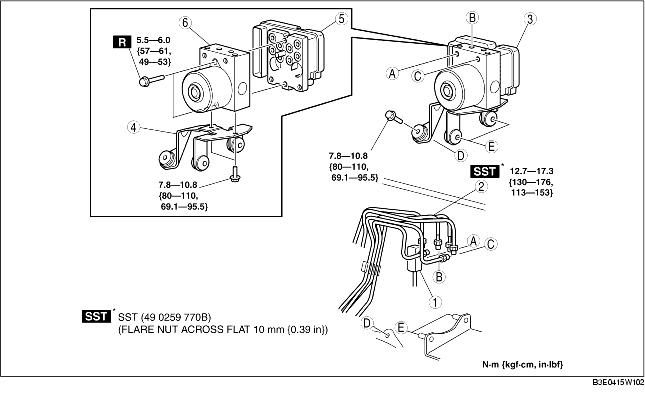 6
5
B
3
R
5.5—6.0
{57—61,
49—53}
A
C
4
7.8—10.8
{80—110,
69.1—95.5}
D
E
7.8—10.8
{80—110,
69.1—95.5}
SST*
12.7—17.3
{130—176,
113—153}
2
A
C
B
1
D
E
SST* SST (49 0259 770B)
(FLARE NUT ACROSS FLAT 10 mm {0.39 in})
N·m {kgf·cm, in·lbf}
B3E0415W102